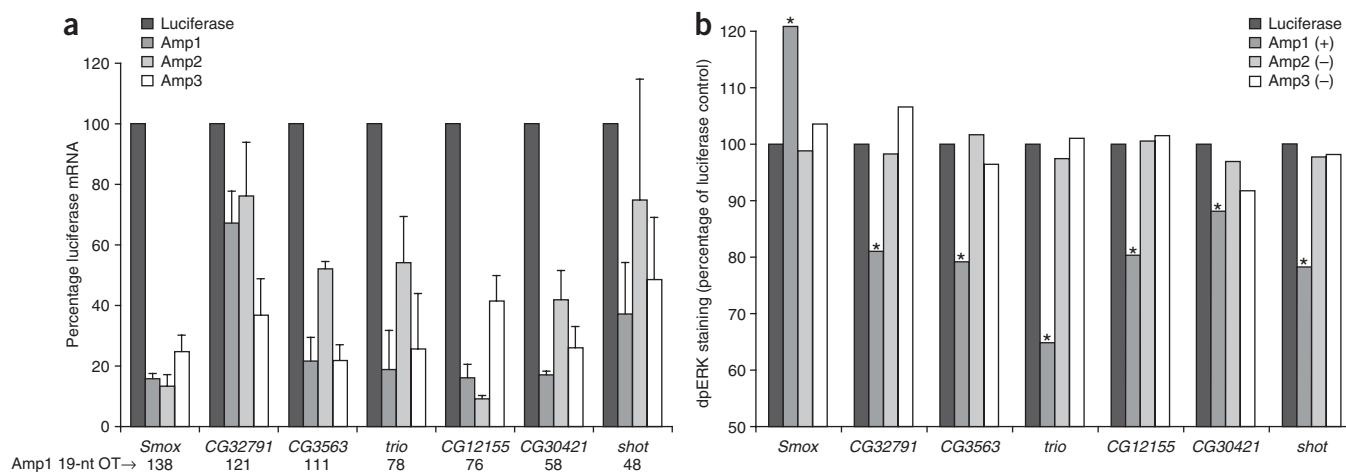 a
Luciferase
Amp1
Amp2
Amp3
Percentage luciferase mRNA
120
100
80
60
40
20
0
Smox CG32791 CG3563 trio CG12155 CG30421 shot
Amp1 19-nt OT→ 138 121 111 78 76 58 48
b
Luciferase
Amp1 (+)
Amp2 (–)
Amp3 (–)
dpERK staining (percentage of luciferase control)
120
110
100
90
80
70
60
50
* * * * * * *
Smox CG32791 CG3563 trio CG12155 CG30421 shot